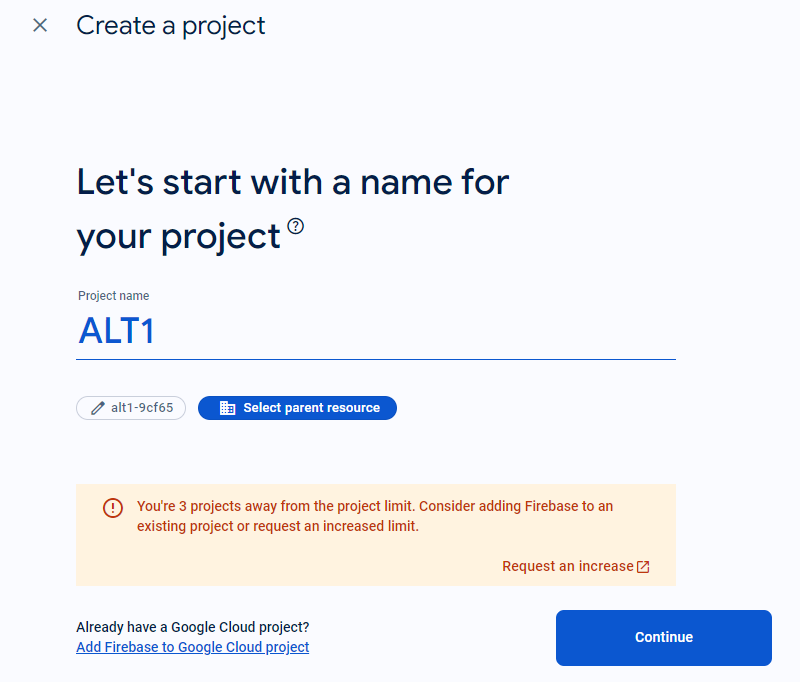 Create a project
Let's start with a name for
your project
Project name
ALT1
alt1-9cf65
Select parent resource
You're 3 projects away from the project limit. Consider adding Firebase to an
existing project or request an increased limit.
Request an increase
Already have a Google Cloud project?
Add Firebase to Google Cloud project
Continue